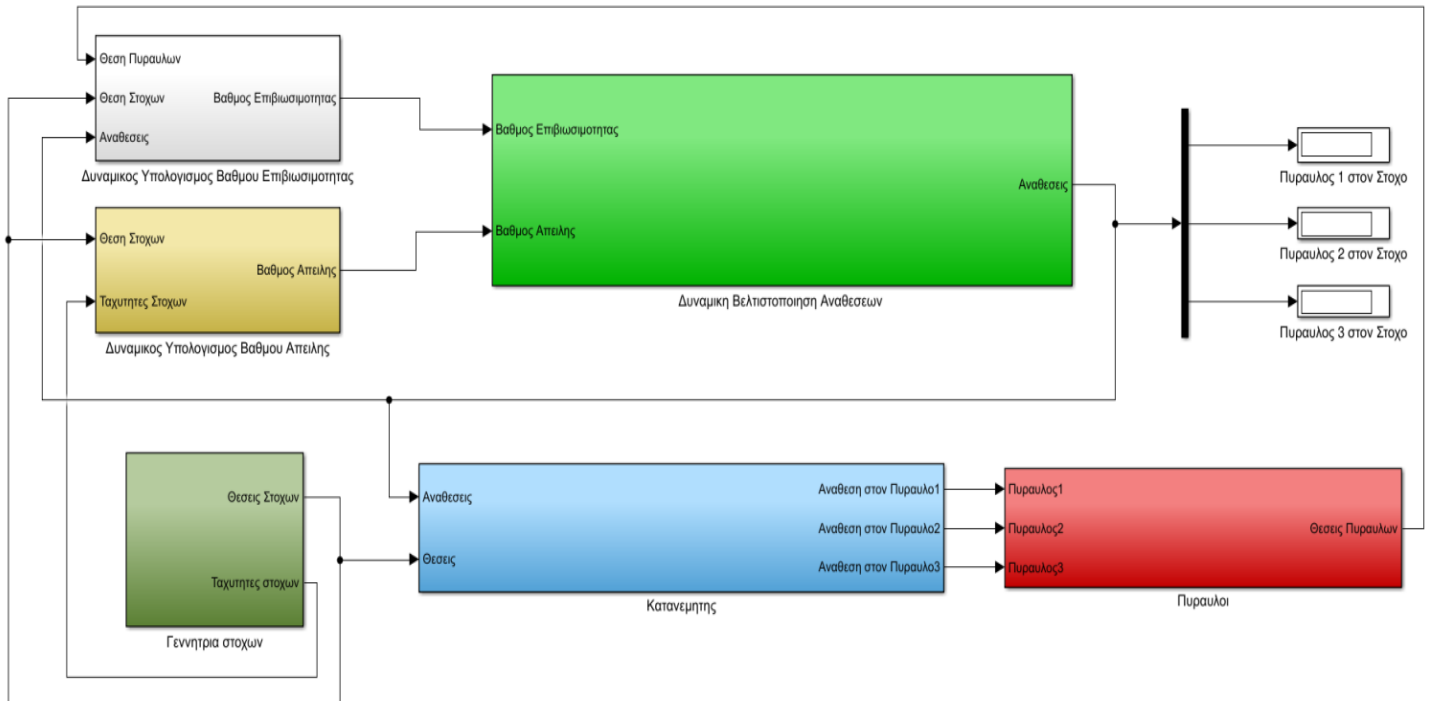 Θεση Πυραυλων
Θεση Στοχων
Αναθεσεις
Βαθμος Επιβιωσιμοτητας
Δυναμικος Υπολογισμος Βαθμου Επιβιωσιμοτητας
Θεση Στοχων
Ταχυτητες Στοχων
Βαθμος Απειλης
Δυναμικος Υπολογισμος Βαθμου Απειλης
Βαθμος Επιβιωσιμοτητας
Βαθμος Απειλης
Αναθεσεις
Δυναμικη Βελτιστοποιηση Αναθεσεων
Πυραυλος 1 στον Στοχο
Πυραυλος 2 στον Στοχο
Πυραυλος 3 στον Στοχο
Θεσεις Στοχων
Ταχυτητες στοχων
Γεννητρια στοχων
Αναθεσεις
Θεσεις
Αναθεση στον Πυραυλο1
Αναθεση στον Πυραυλο2
Αναθεση στον Πυραυλο3
Κατανεμητης
Πυραυλος1
Πυραυλος2
Πυραυλος3
Θεσεις Πυραυλων
Πυραυλοι